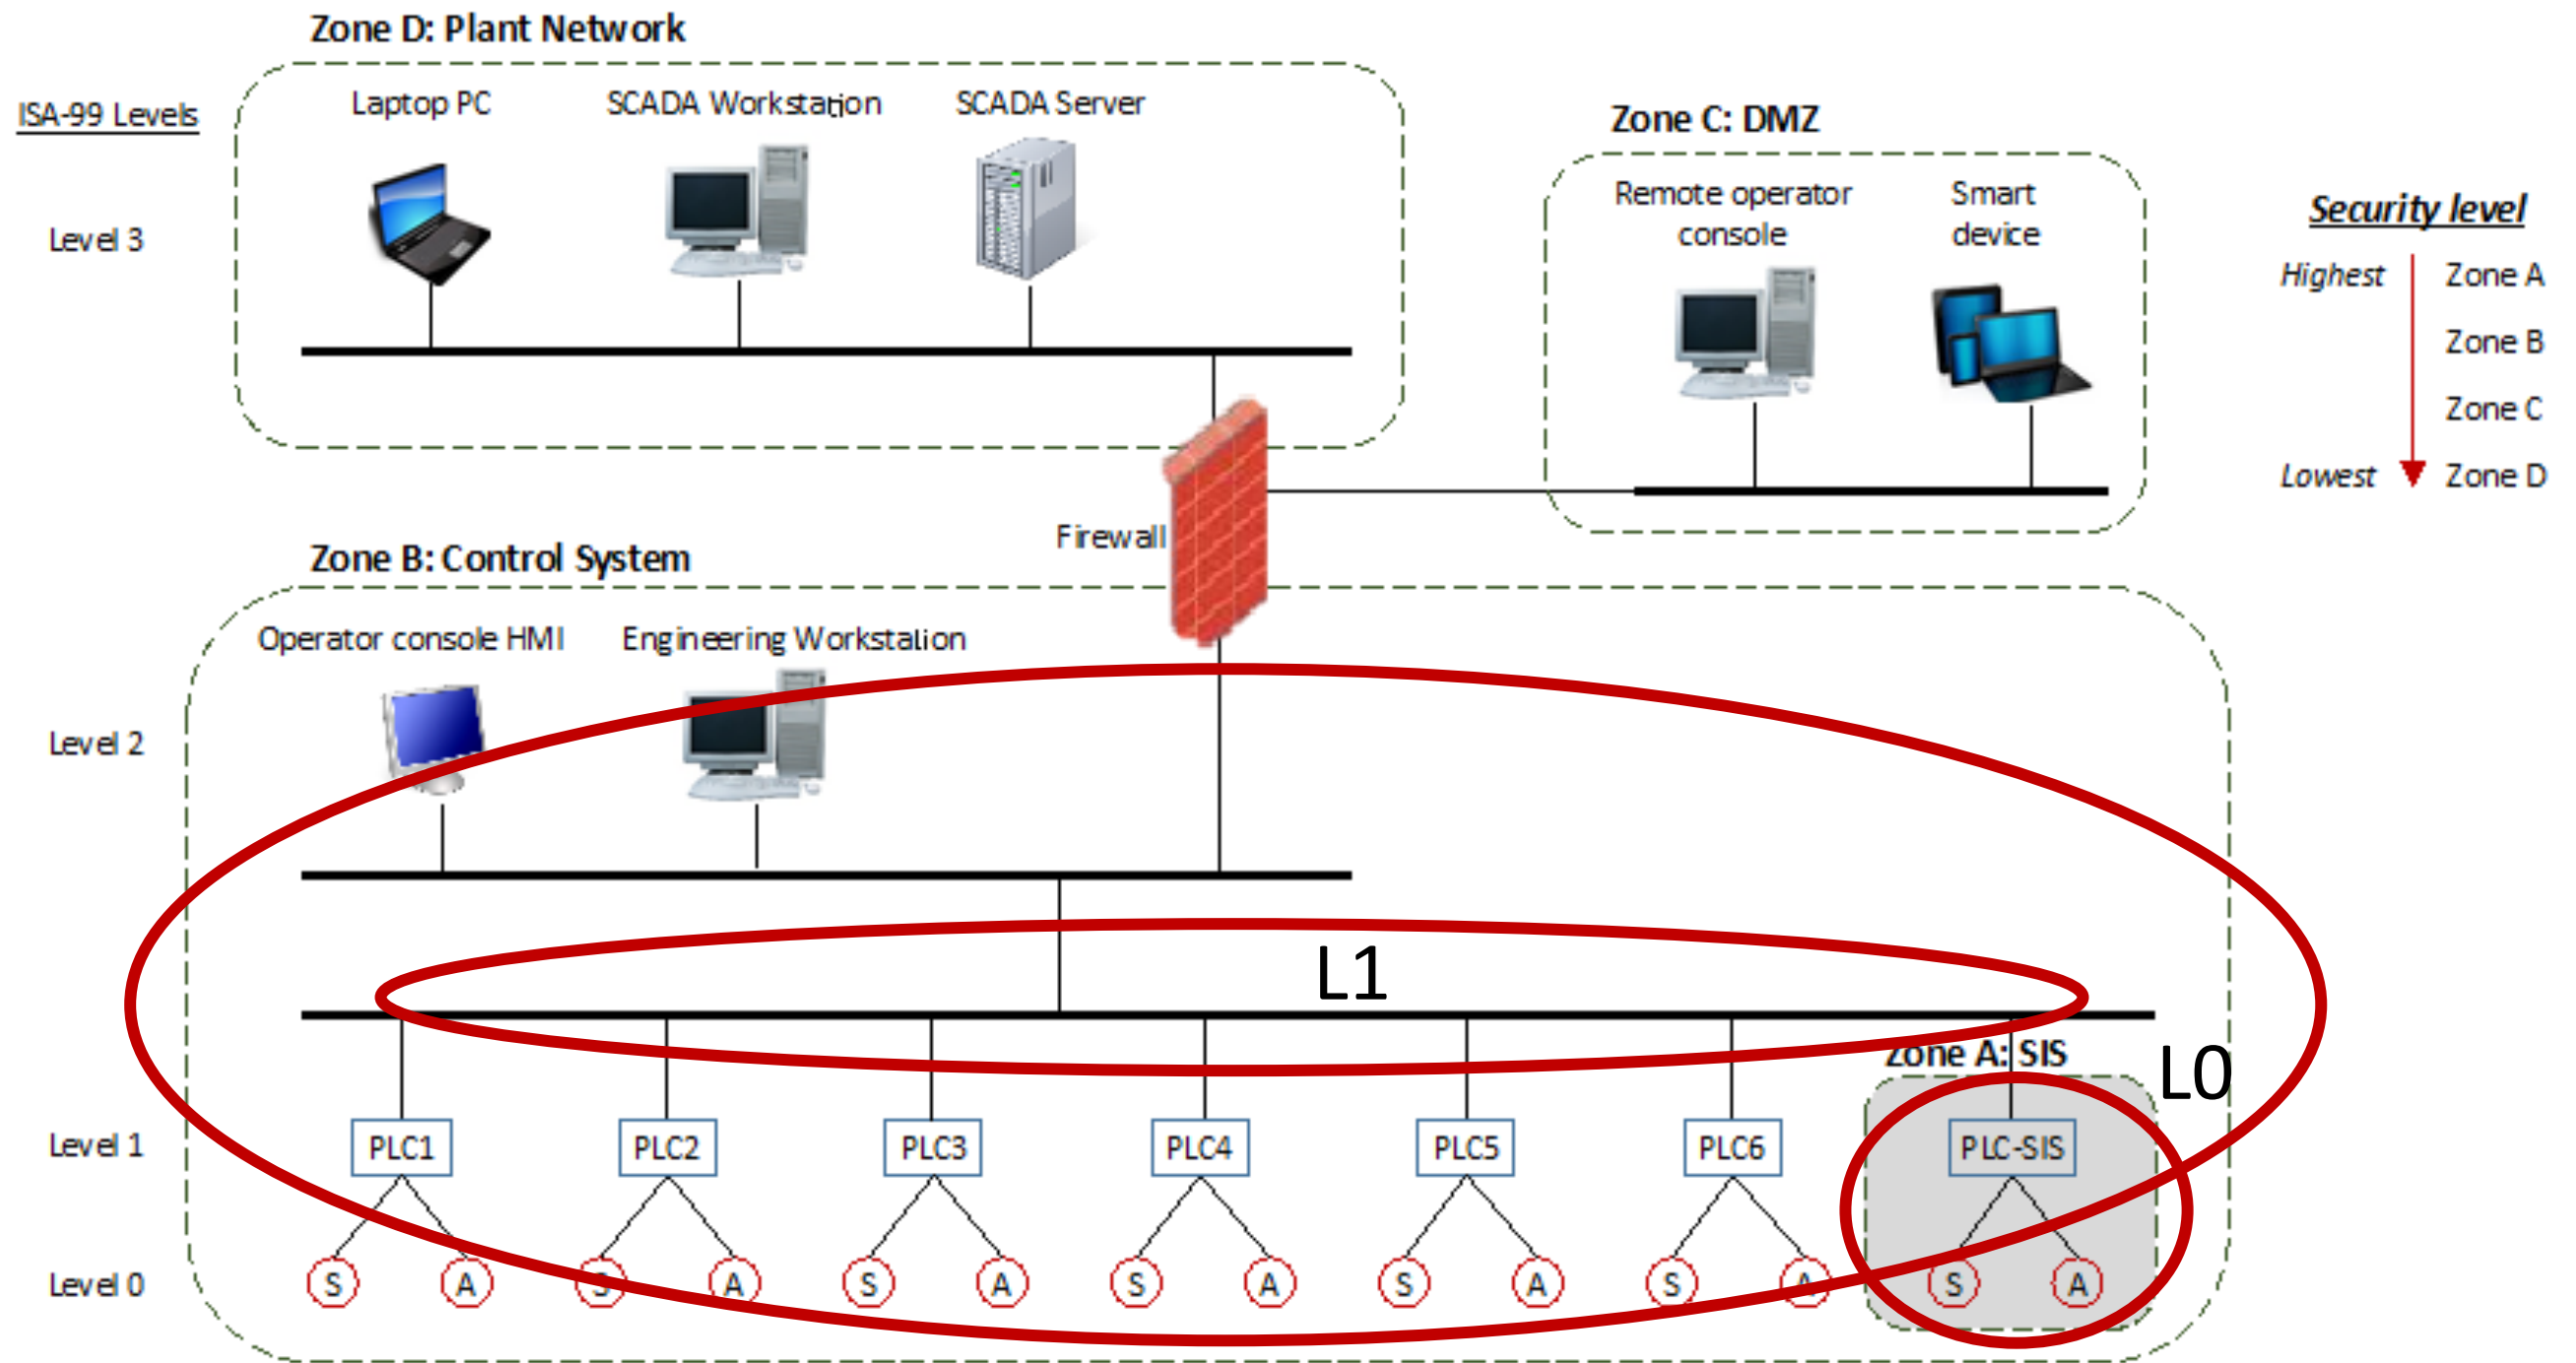 Zone D: Plant Network
ISA-99 Levels
Laptop PC
SCADA Workstation
SCADA Server
Level 3
Zone C: DMZ
Remote operator
console
Smart
device
Security level
Highest
Zone A
Zone B
Zone C
Lowest
Zone D
Firewall
Zone B: Control System
Operator console HMI
Engineering Workstation
Level 2
L1
Zone A: SIS
L0
Level 1
PLC1
PLC2
PLC3
PLC4
PLC5
PLC6
PLC-SIS
Level 0
S
A
S
A
S
A
S
A
S
A
S
A
S
A